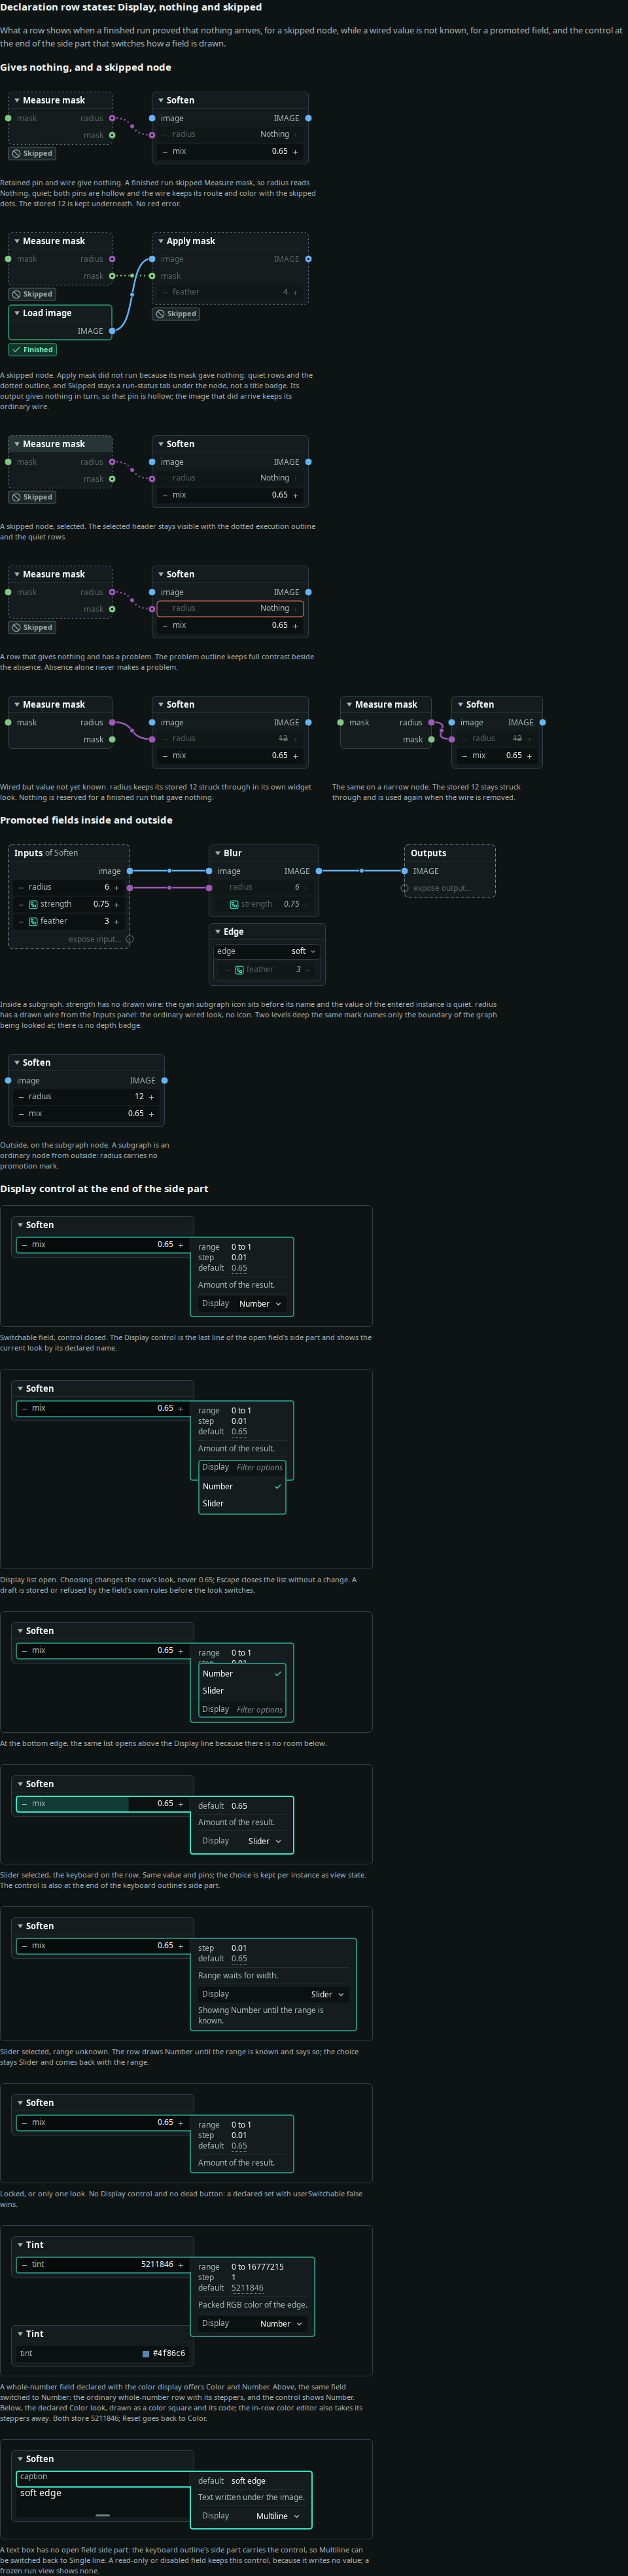 Declaration row states: Display, nothing and skipped
What a row shows when a finished run proved that nothing arrives, for a skipped node, while a wired value is not known, for a promoted field, and the control at
the end of the side part that switches how a field is drawn.
Gives nothing, and a skipped node
Measure mask
Soften
mask radius
image IMAGE
mask
radius Nothing
Skipped
mix 0.65
Retained pin and wire give nothing. A finished run skipped Measure mask, so radius reads
Nothing, quiet; both pins are hollow and the wire keeps its route and color with the skipped
dots. The stored 12 is kept underneath. No red error.
Measure mask
Apply mask
mask radius
image IMAGE
mask
mask
Skipped
feather 4
Load image
Skipped
IMAGE
Finished
A skipped node. Apply mask did not run because its mask gave nothing: quiet rows and the
dotted outline, and Skipped stays a run-status tab under the node, not a title badge. Its
output gives nothing in turn, so that pin is hollow; the image that did arrive keeps its
ordinary wire.
Measure mask
Soften
mask radius
image IMAGE
mask
radius Nothing
Skipped
mix 0.65
A skipped node, selected. The selected header stays visible with the dotted execution outline
and the quiet rows.
Measure mask
Soften
mask radius
image IMAGE
mask
radius Nothing
Skipped
mix 0.65
A row that gives nothing and has a problem. The problem outline keeps full contrast beside
the absence. Absence alone never makes a problem.
Measure mask
Soften
mask radius
image IMAGE
mask
radius 12
mix 0.65
Measure mask
Soften
mask radius
image IMAGE
mask
radius 12
mix 0.65
Wired but value not yet known. radius keeps its stored 12 struck through in its own widget
look. Nothing is reserved for a finished run that gave nothing.
The same on a narrow node. The stored 12 stays struck
through and is used again when the wire is removed.
Promoted fields inside and outside
Inputs of Soften
Blur
Outputs
image
image IMAGE
IMAGE
radius 6
radius 6
expose output...
strength 0.75
strength 0.75
feather 3
expose input...
Edge
edge soft
feather 3
Inside a subgraph. strength has no drawn wire: the cyan subgraph icon sits before its name and the value of the entered instance is quiet. radius
has a drawn wire from the Inputs panel: the ordinary wired look, no icon. Two levels deep the same mark names only the boundary of the graph
being looked at; there is no depth badge.
Soften
image IMAGE
radius 12
mix 0.65
Outside, on the subgraph node. A subgraph is an
ordinary node from outside: radius carries no
promotion mark.
Display control at the end of the side part
Soften
mix 0.65
range 0 to 1
step 0.01
default 0.65
Amount of the result.
Display Number
Switchable field, control closed. The Display control is the last line of the open field's side part and shows the
current look by its declared name.
Soften
mix 0.65
range 0 to 1
step 0.01
default 0.65
Amount of the result.
Display Filter options
Number
Slider
Display list open. Choosing changes the row's look, never 0.65; Escape closes the list without a change. A
draft is stored or refused by the field's own rules before the look switches.
Soften
mix 0.65
range 0 to 1
Number
Slider
Display Filter options
At the bottom edge, the same list opens above the Display line because there is no room below.
Soften
mix 0.65
default 0.65
Amount of the result.
Display Slider
Slider selected, the keyboard on the row. Same value and pins; the choice is kept per instance as view state.
The control is also at the end of the keyboard outline's side part.
Soften
mix 0.65
step 0.01
default 0.65
Range waits for width.
Display Slider
Showing Number until the range is
known.
Slider selected, range unknown. The row draws Number until the range is known and says so; the choice
stays Slider and comes back with the range.
Soften
mix 0.65
range 0 to 1
step 0.01
default 0.65
Amount of the result.
Locked, or only one look. No Display control and no dead button: a declared set with userSwitchable false
wins.
Tint
tint 5211846
range 0 to 16777215
step 1
default 5211846
Packed RGB color of the edge.
Display Number
Tint
tint #4f86c6
A whole-number field declared with the color display offers Color and Number. Above, the same field
switched to Number: the ordinary whole-number row with its steppers, and the control shows Number.
Below, the declared Color look, drawn as a color square and its code; the in-row color editor also takes its
steppers away. Both store 5211846; Reset goes back to Color.
Soften
caption
soft edge
default soft edge
Text written under the image.
Display Multiline
A text box has no open field side part: the keyboard outline's side part carries the control, so Multiline can
be switched back to Single line. A read-only or disabled field keeps this control, because it writes no value; a
frozen run view shows none.